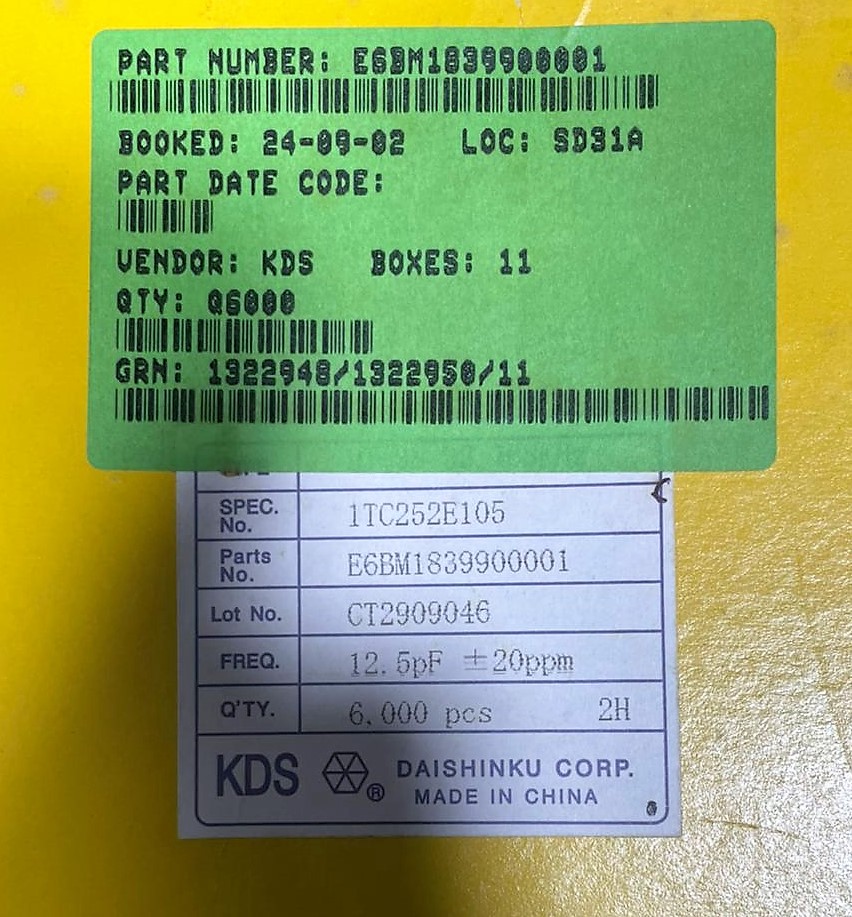 PART NUMBER: E6BM1839900001
BOOKED: 24-09-02 LOC: SD31A
PART DATE CODE:
VENDOR: KDS BOXES: 11
QTY: Q6000
GRN: 1322948/1322950/11
SPEC. No. 1TC252E105
Parts No. E6BM1839900001
Lot No. CT2909046
FREQ. 12.5pF ±20ppm
Q'TY. 6,000 pcs 2H
KDS ® DAISHINKU CORP.
MADE IN CHINA